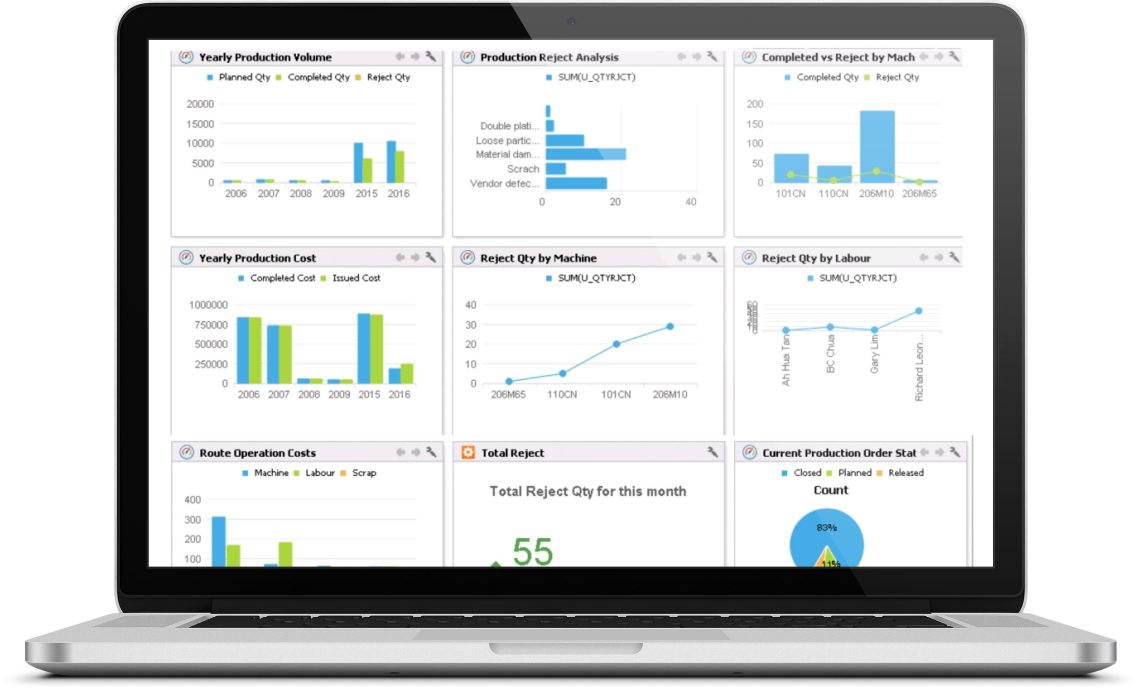 Yearly Production Volume
Planned Qty Completed Qty Reject Qty
20000
15000
10000
5000
0
2006 2007 2008 2009 2015 2016
Production Reject Analysis
SUM(U_QTYRJCT)
Double plati...
Loose partic...
Material dam...
Scrach
Vendor defec...
0 20 40
Completed vs Reject by Mach
Completed Qty Reject Qty
200
150
100
50
0
101CN 110CN 206M10 206M65
Yearly Production Cost
Completed Cost Issued Cost
1000000
750000
500000
250000
0
2006 2007 2008 2009 2015 2016
Reject Qty by Machine
SUM(U_QTYRJCT)
40
30
20
10
0
206M65 110CN 101CN 206M10
Reject Qty by Labour
SUM(U_QTYRJCT)
60
0
Ah Hua Tan
BC Chua
Gary Lim
Richard Leon...
Route Operation Costs
Machine Labour Scrap
400
300
200
100
Total Reject
Total Reject Qty for this month
55
Current Production Order Stat
Closed Planned Released
Count
83%
11%